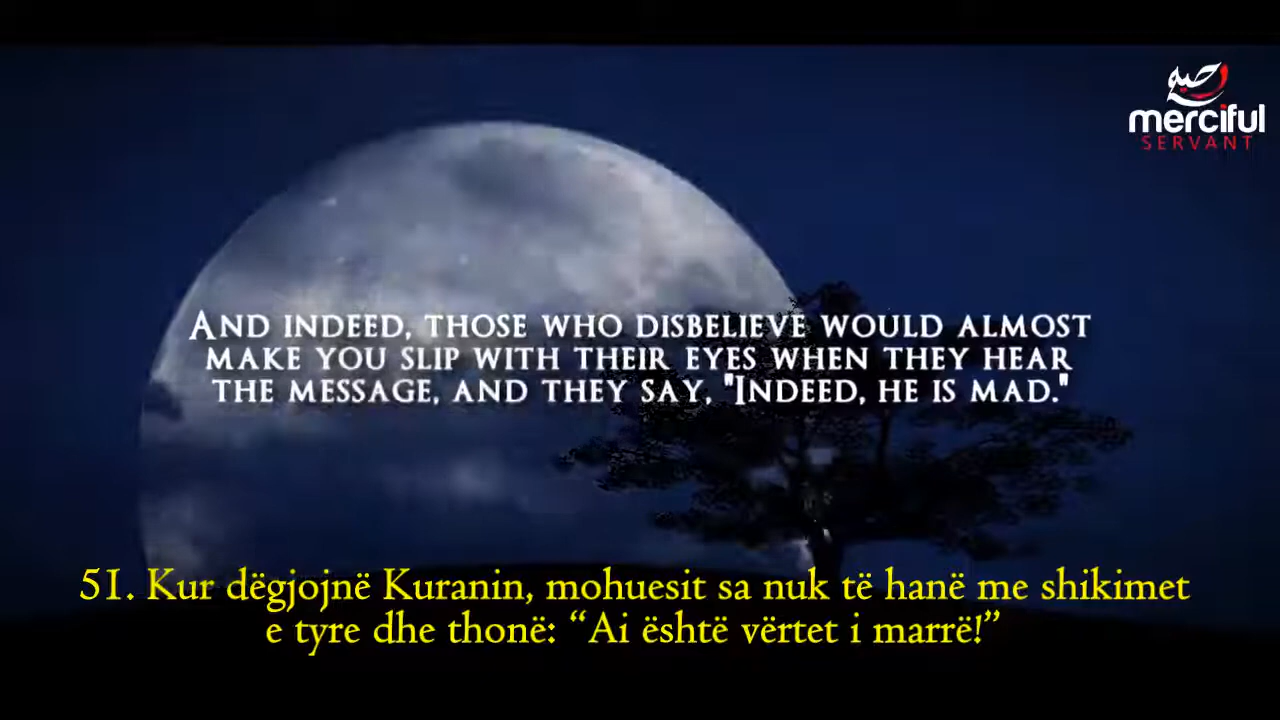 merciful
SERVANT
AND INDEED, THOSE WHO DISBELIEVE WOULD ALMOST
MAKE YOU SLIP WITH THEIR EYES WHEN THEY HEAR
THE MESSAGE, AND THEY SAY, "INDEED, HE IS MAD."
51. Kur dëgjojnë Kuranin, mohuesit sa nuk të hanë me shikimet
e tyre dhe thonë: “Ai është vërtet i marrë!”